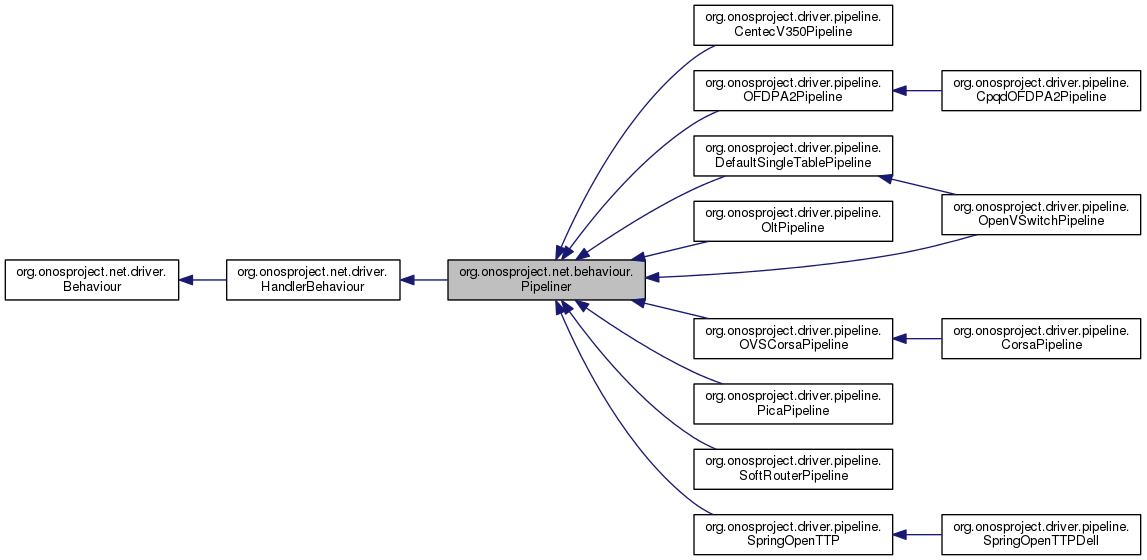 org.onosproject.net.driver.
Behaviour
org.onosproject.net.driver.
HandlerBehaviour
org.onosproject.net.behaviour.
Pipeliner
org.onosproject.driver.pipeline.
CentecV350Pipeline
org.onosproject.driver.pipeline.
OFDPA2Pipeline
org.onosproject.driver.pipeline.
CpqdOFDPA2Pipeline
org.onosproject.driver.pipeline.
DefaultSingleTablePipeline
org.onosproject.driver.pipeline.
OpenVSwitchPipeline
org.onosproject.driver.pipeline.
OltPipeline
org.onosproject.driver.pipeline.
OVSCorsaPipeline
org.onosproject.driver.pipeline.
CorsaPipeline
org.onosproject.driver.pipeline.
PicaPipeline
org.onosproject.driver.pipeline.
SoftRouterPipeline
org.onosproject.driver.pipeline.
SpringOpenTTP
org.onosproject.driver.pipeline.
SpringOpenTTPDell